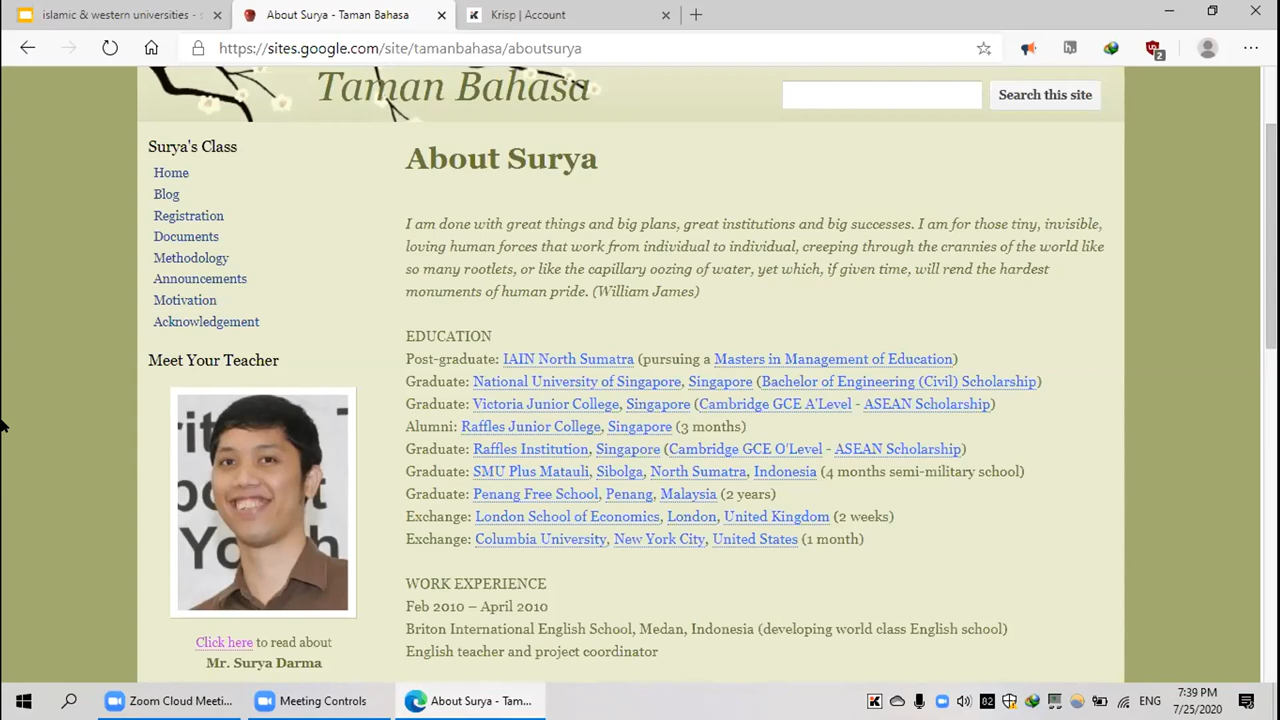 islamic & western universities - s
About Surya - Taman Bahasa
Krisp | Account
https://sites.google.com/site/tamanbahasa/aboutsurya
2
Taman Bahasa
Search this site
Surya's Class
Home
Blog
Registration
Documents
Methodology
Announcements
Motivation
Acknowledgement
Meet Your Teacher
Click here to read about
Mr. Surya Darma
About Surya
I am done with great things and big plans, great institutions and big successes. I am for those tiny, invisible,
loving human forces that work from individual to individual, creeping through the crannies of the world like
so many rootlets, or like the capillary oozing of water, yet which, if given time, will rend the hardest
monuments of human pride. (William James)
EDUCATION
Post-graduate: IAIN North Sumatra (pursuing a Masters in Management of Education)
Graduate: National University of Singapore, Singapore (Bachelor of Engineering (Civil) Scholarship)
Graduate: Victoria Junior College, Singapore (Cambridge GCE A'Level - ASEAN Scholarship)
Alumni: Raffles Junior College, Singapore (3 months)
Graduate: Raffles Institution, Singapore (Cambridge GCE O'Level - ASEAN Scholarship)
Graduate: SMU Plus Matauli, Sibolga, North Sumatra, Indonesia (4 months semi-military school)
Graduate: Penang Free School, Penang, Malaysia (2 years)
Exchange: London School of Economics, London, United Kingdom (2 weeks)
Exchange: Columbia University, New York City, United States (1 month)
WORK EXPERIENCE
Feb 2010 – April 2010
Briton International English School, Medan, Indonesia (developing world class English school)
English teacher and project coordinator
Zoom Cloud Meeti...
Meeting Controls
About Surya - Tam...
82
ENG
7:39 PM
7/25/2020